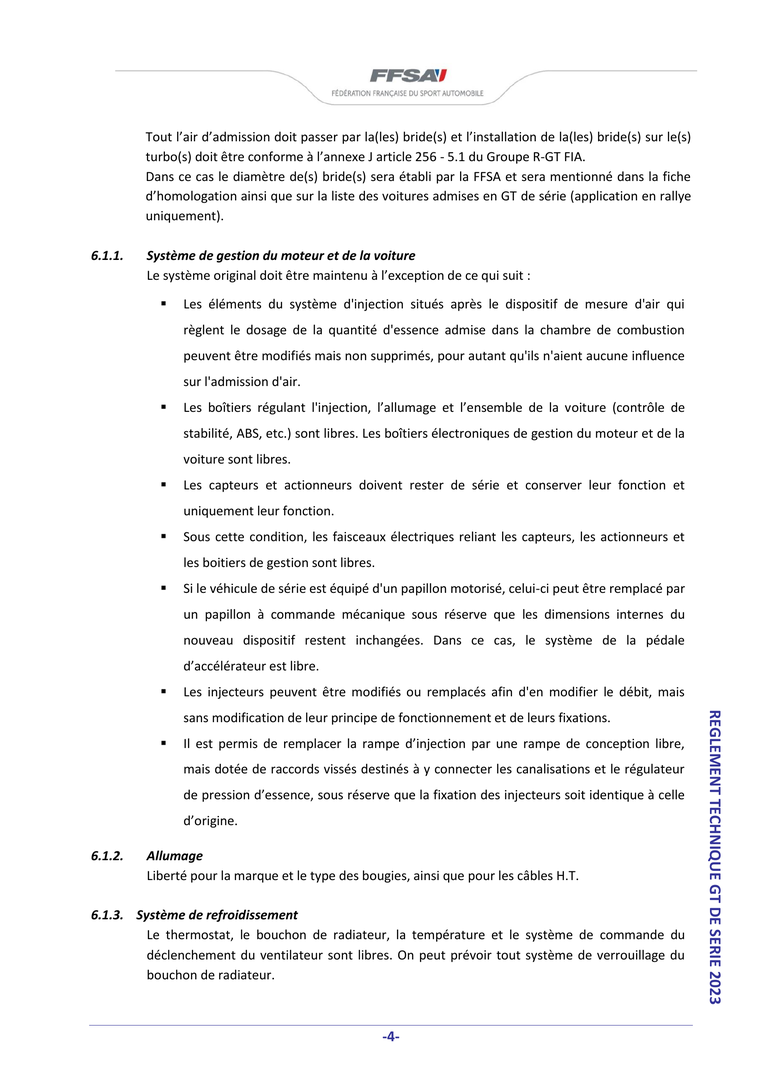 FFSA
FÉDÉRATION FRANÇAISE DU SPORT AUTOMOBILE
Tout l’air d’admission doit passer par la(les) bride(s) et l’installation de la(les) bride(s) sur le(s)
turbo(s) doit être conforme à l’annexe J article 256 - 5.1 du Groupe R-GT FIA.
Dans ce cas le diamètre de(s) bride(s) sera établi par la FFSA et sera mentionné dans la fiche
d’homologation ainsi que sur la liste des voitures admises en GT de série (application en rallye
uniquement).
6.1.1. Système de gestion du moteur et de la voiture
Le système original doit être maintenu à l’exception de ce qui suit :
▪ Les éléments du système d'injection situés après le dispositif de mesure d'air qui
règlent le dosage de la quantité d'essence admise dans la chambre de combustion
peuvent être modifiés mais non supprimés, pour autant qu'ils n'aient aucune influence
sur l'admission d'air.
▪ Les boîtiers régulant l'injection, l’allumage et l’ensemble de la voiture (contrôle de
stabilité, ABS, etc.) sont libres. Les boîtiers électroniques de gestion du moteur et de la
voiture sont libres.
▪ Les capteurs et actionneurs doivent rester de série et conserver leur fonction et
uniquement leur fonction.
▪ Sous cette condition, les faisceaux électriques reliant les capteurs, les actionneurs et
les boitiers de gestion sont libres.
▪ Si le véhicule de série est équipé d'un papillon motorisé, celui-ci peut être remplacé par
un papillon à commande mécanique sous réserve que les dimensions internes du
nouveau dispositif restent inchangées. Dans ce cas, le système de la pédale
d’accélérateur est libre.
▪ Les injecteurs peuvent être modifiés ou remplacés afin d'en modifier le débit, mais
sans modification de leur principe de fonctionnement et de leurs fixations.
▪ Il est permis de remplacer la rampe d’injection par une rampe de conception libre,
mais dotée de raccords vissés destinés à y connecter les canalisations et le régulateur
de pression d’essence, sous réserve que la fixation des injecteurs soit identique à celle
d’origine.
6.1.2. Allumage
Liberté pour la marque et le type des bougies, ainsi que pour les câbles H.T.
6.1.3. Système de refroidissement
Le thermostat, le bouchon de radiateur, la température et le système de commande du
déclenchement du ventilateur sont libres. On peut prévoir tout système de verrouillage du
bouchon de radiateur.
REGLEMENT TECHNIQUE GT DE SERIE 2023
-4-